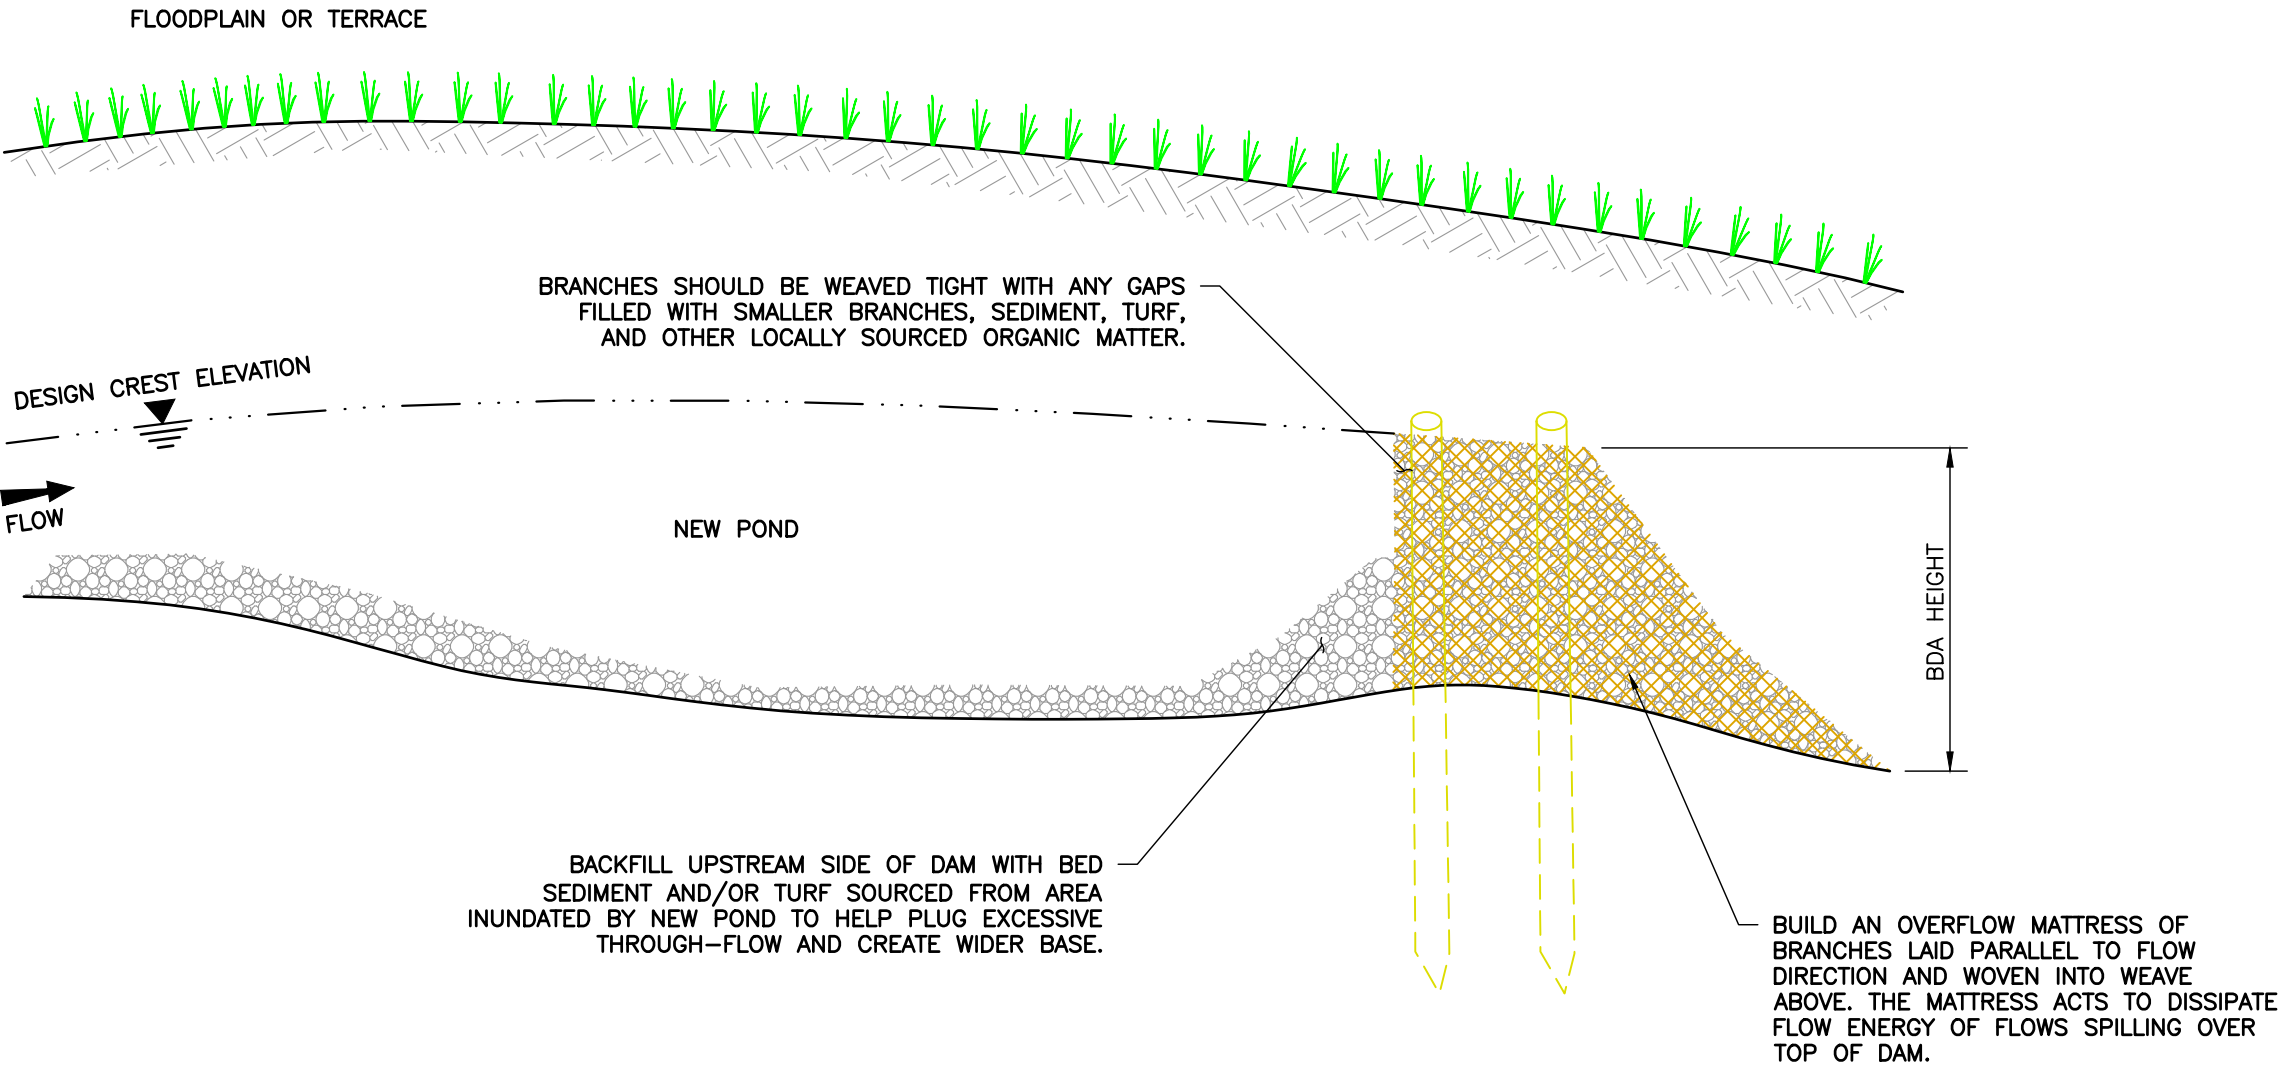 FLOODPLAIN OR TERRACE
BRANCHES SHOULD BE WEAVED TIGHT WITH ANY GAPS
FILLED WITH SMALLER BRANCHES, SEDIMENT, TURF,
AND OTHER LOCALLY SOURCED ORGANIC MATTER.
DESIGN CREST ELEVATION
FLOW
NEW POND
BDA HEIGHT
BACKFILL UPSTREAM SIDE OF DAM WITH BED
SEDIMENT AND/OR TURF SOURCED FROM AREA
INUNDATED BY NEW POND TO HELP PLUG EXCESSIVE
THROUGH-FLOW AND CREATE WIDER BASE.
BUILD AN OVERFLOW MATTRESS OF
BRANCHES LAID PARALLEL TO FLOW
DIRECTION AND WOVEN INTO WEAVE
ABOVE. THE MATTRESS ACTS TO DISSIPATE
FLOW ENERGY OF FLOWS SPILLING OVER
TOP OF DAM.